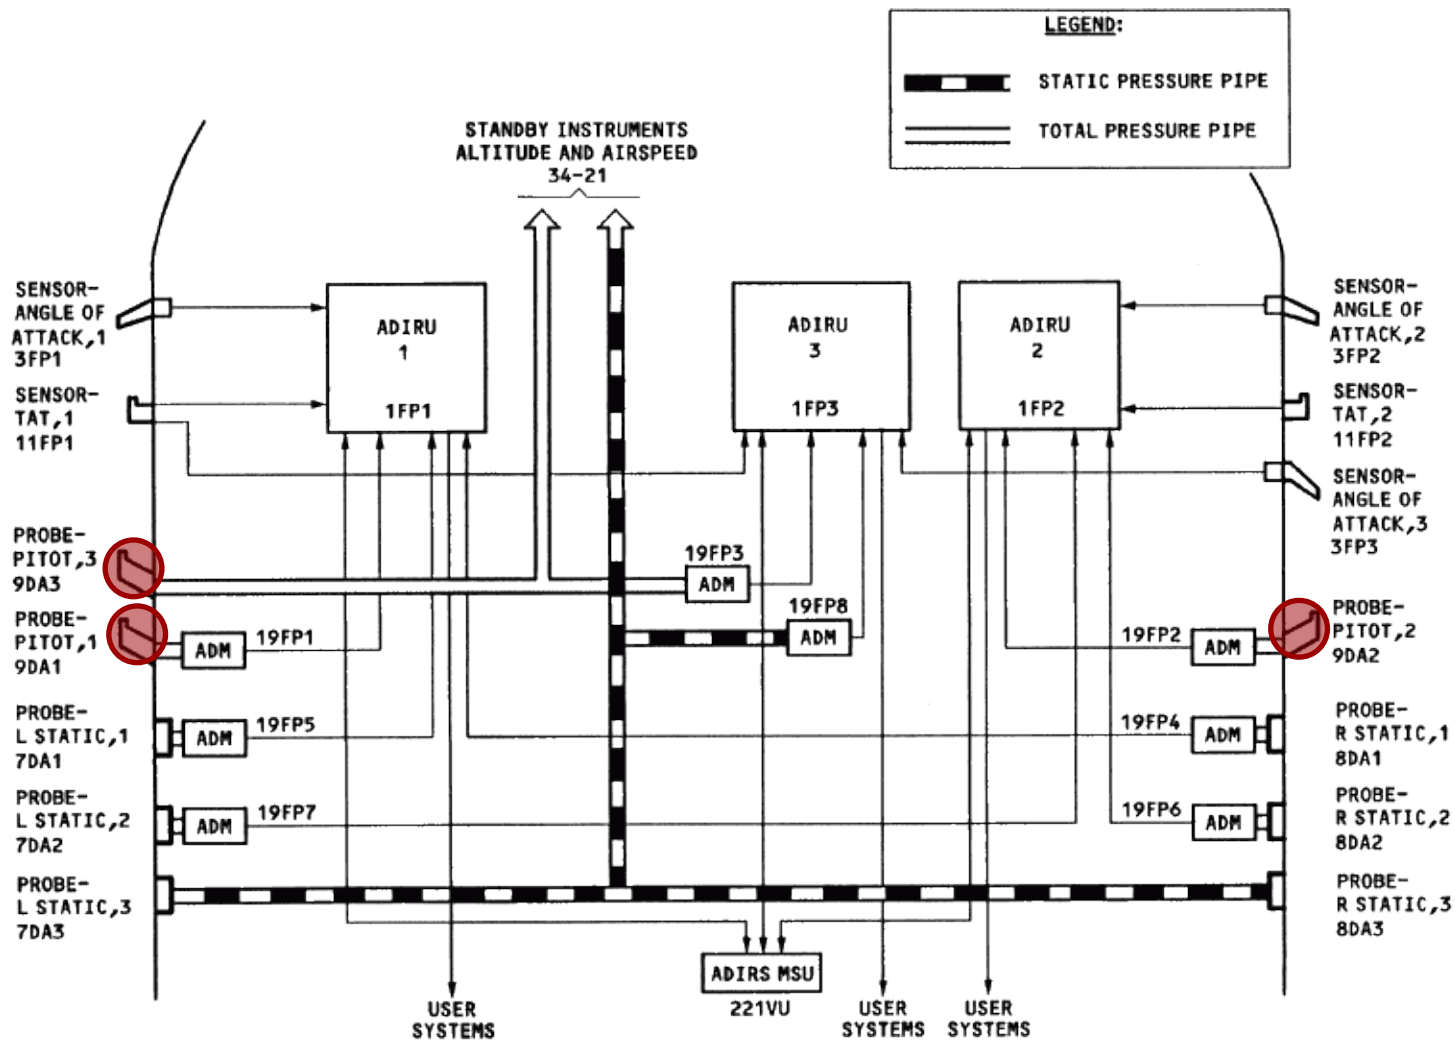 LEGEND:
STATIC PRESSURE PIPE
TOTAL PRESSURE PIPE
STANDBY INSTRUMENTS
ALTITUDE AND AIRSPEED
34-21
SENSOR-
ANGLE OF
ATTACK,1
3FP1
SENSOR-
TAT,1
11FP1
ADIRU
1
1FP1
ADIRU
3
1FP3
ADIRU
2
1FP2
SENSOR-
ANGLE OF
ATTACK,2
3FP2
SENSOR-
TAT,2
11FP2
SENSOR-
ANGLE OF
ATTACK,3
3FP3
PROBE-
PITOT,3
9DA3
19FP3
ADM
PROBE-
PITOT,1
9DA1
ADM
19FP1
19FP8
ADM
19FP2
ADM
PROBE-
PITOT,2
9DA2
PROBE-
L STATIC,1
7DA1
ADM
19FP5
19FP4
ADM
PROBE-
R STATIC,1
8DA1
PROBE-
L STATIC,2
7DA2
ADM
19FP7
19FP6
ADM
PROBE-
R STATIC,2
8DA2
PROBE-
L STATIC,3
7DA3
PROBE-
R STATIC,3
8DA3
ADIRS MSU
221VU
USER
SYSTEMS
USER
SYSTEMS
USER
SYSTEMS